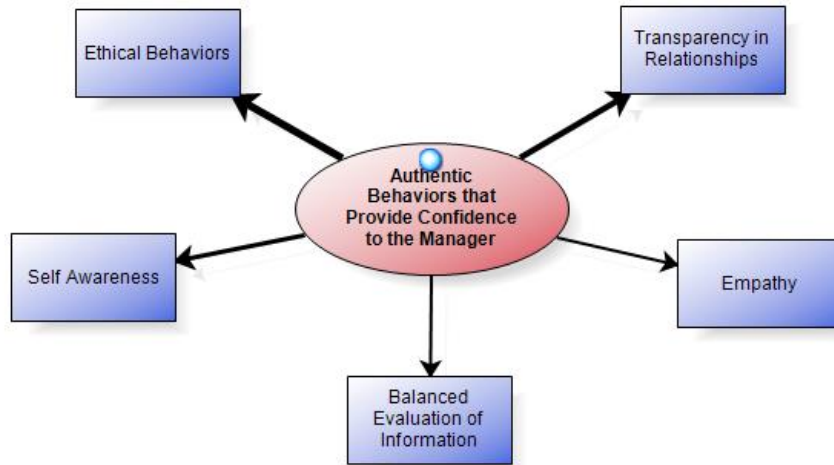 Ethical Behaviors
Transparency in
Relationships
Authentic
Behaviors that
Provide Confidence
to the Manager
Self Awareness
Empathy
Balanced
Evaluation of
Information